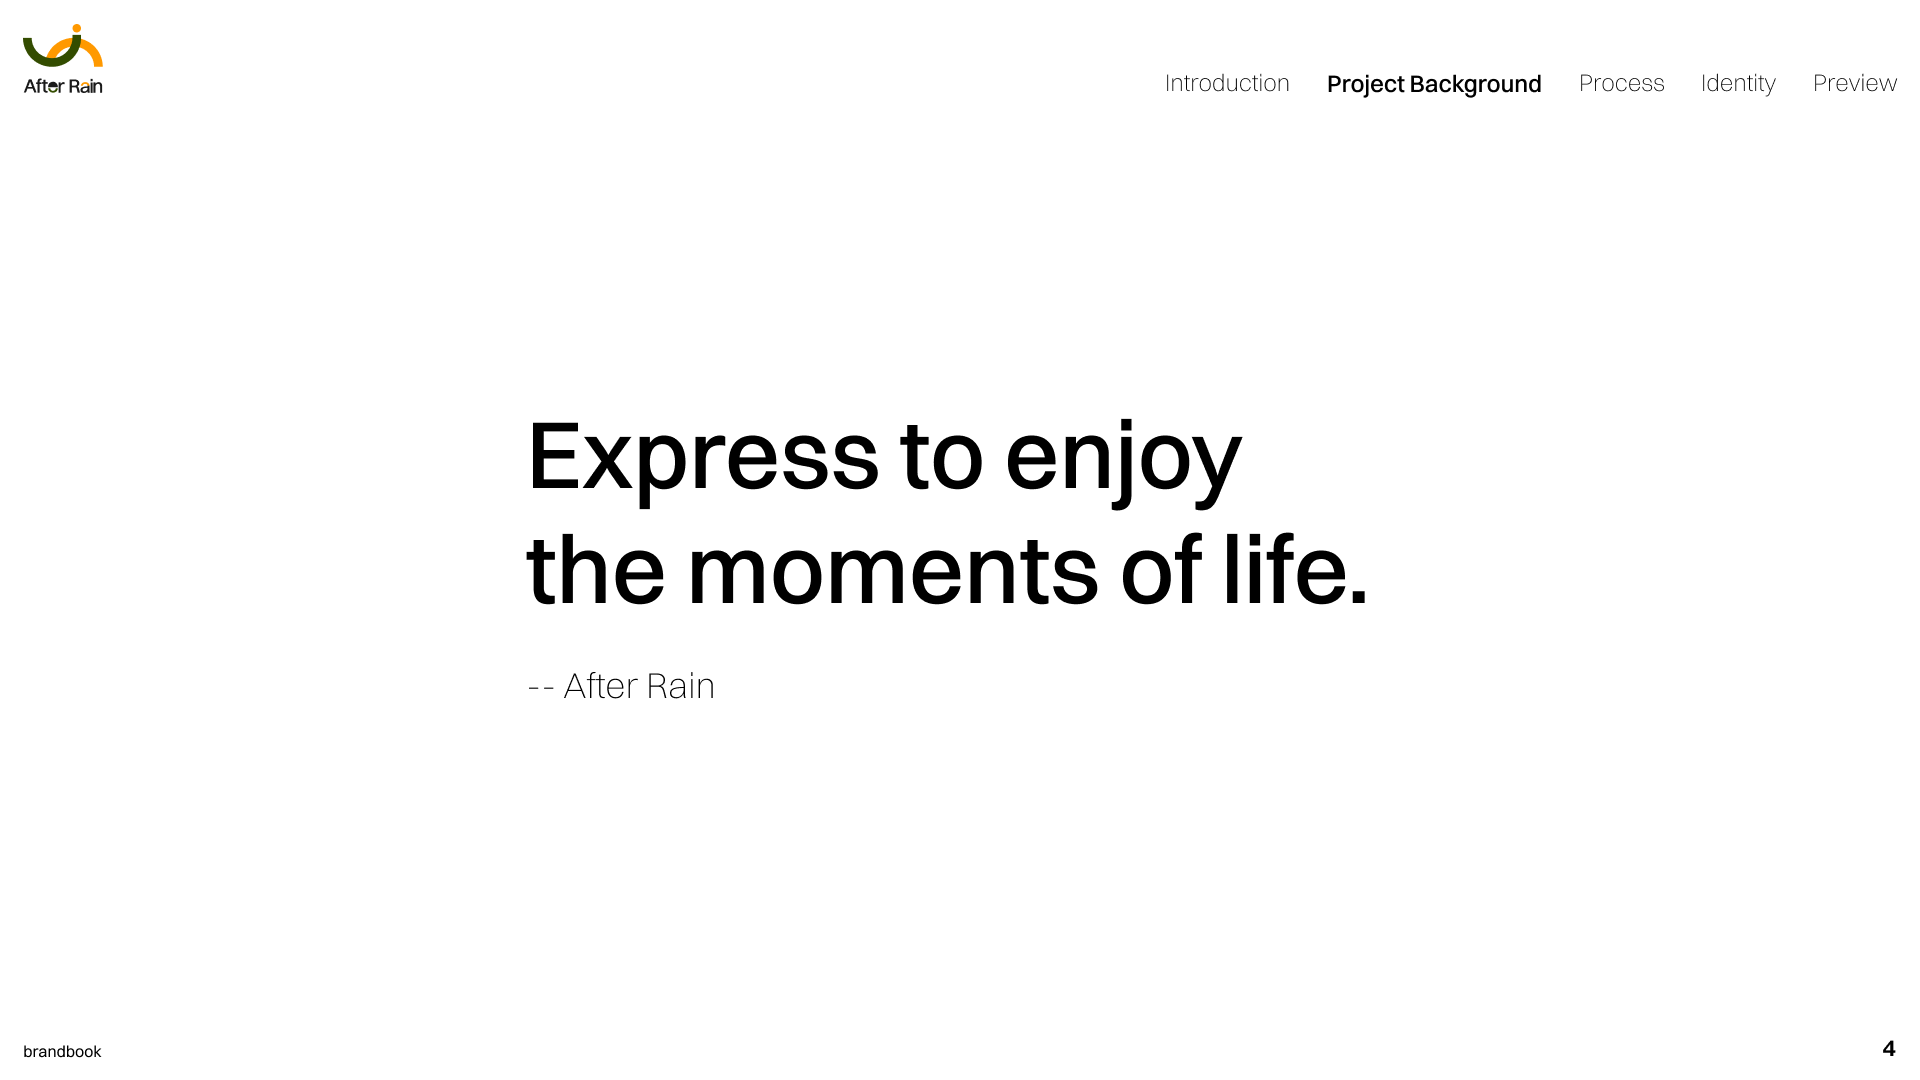 After Rain
Introduction Project Background Process Identity Preview
Express to enjoy
the moments of life.
-- After Rain
brandbook
4